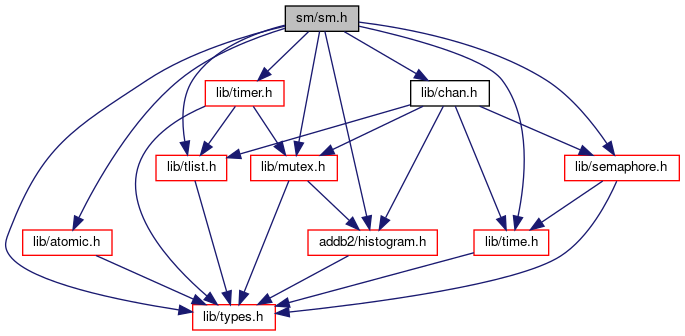 sm/sm.h
lib/timer.h
lib/chan.h
lib/tlist.h
lib/mutex.h
lib/semaphore.h
lib/atomic.h
addb2/histogram.h
lib/time.h
lib/types.h